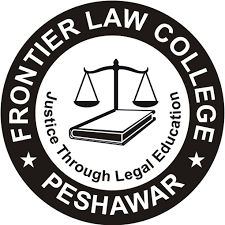 FRONTIER LAW COLLEGE
Justice Through Legal Education
PESHAWAR